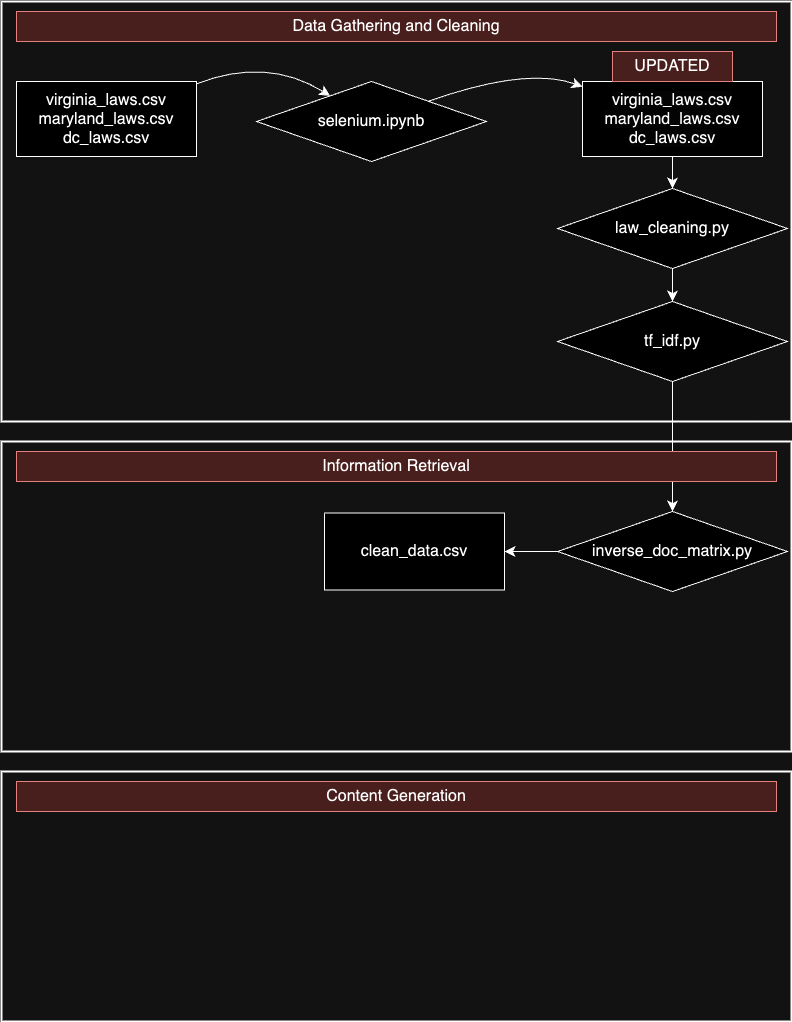 Data Gathering and Cleaning
UPDATED
virginia_laws.csv
maryland_laws.csv
dc_laws.csv
selenium.ipynb
virginia_laws.csv
maryland_laws.csv
dc_laws.csv
law_cleaning.py
tf_idf.py
Information Retrieval
clean_data.csv
inverse_doc_matrix.py
Content Generation